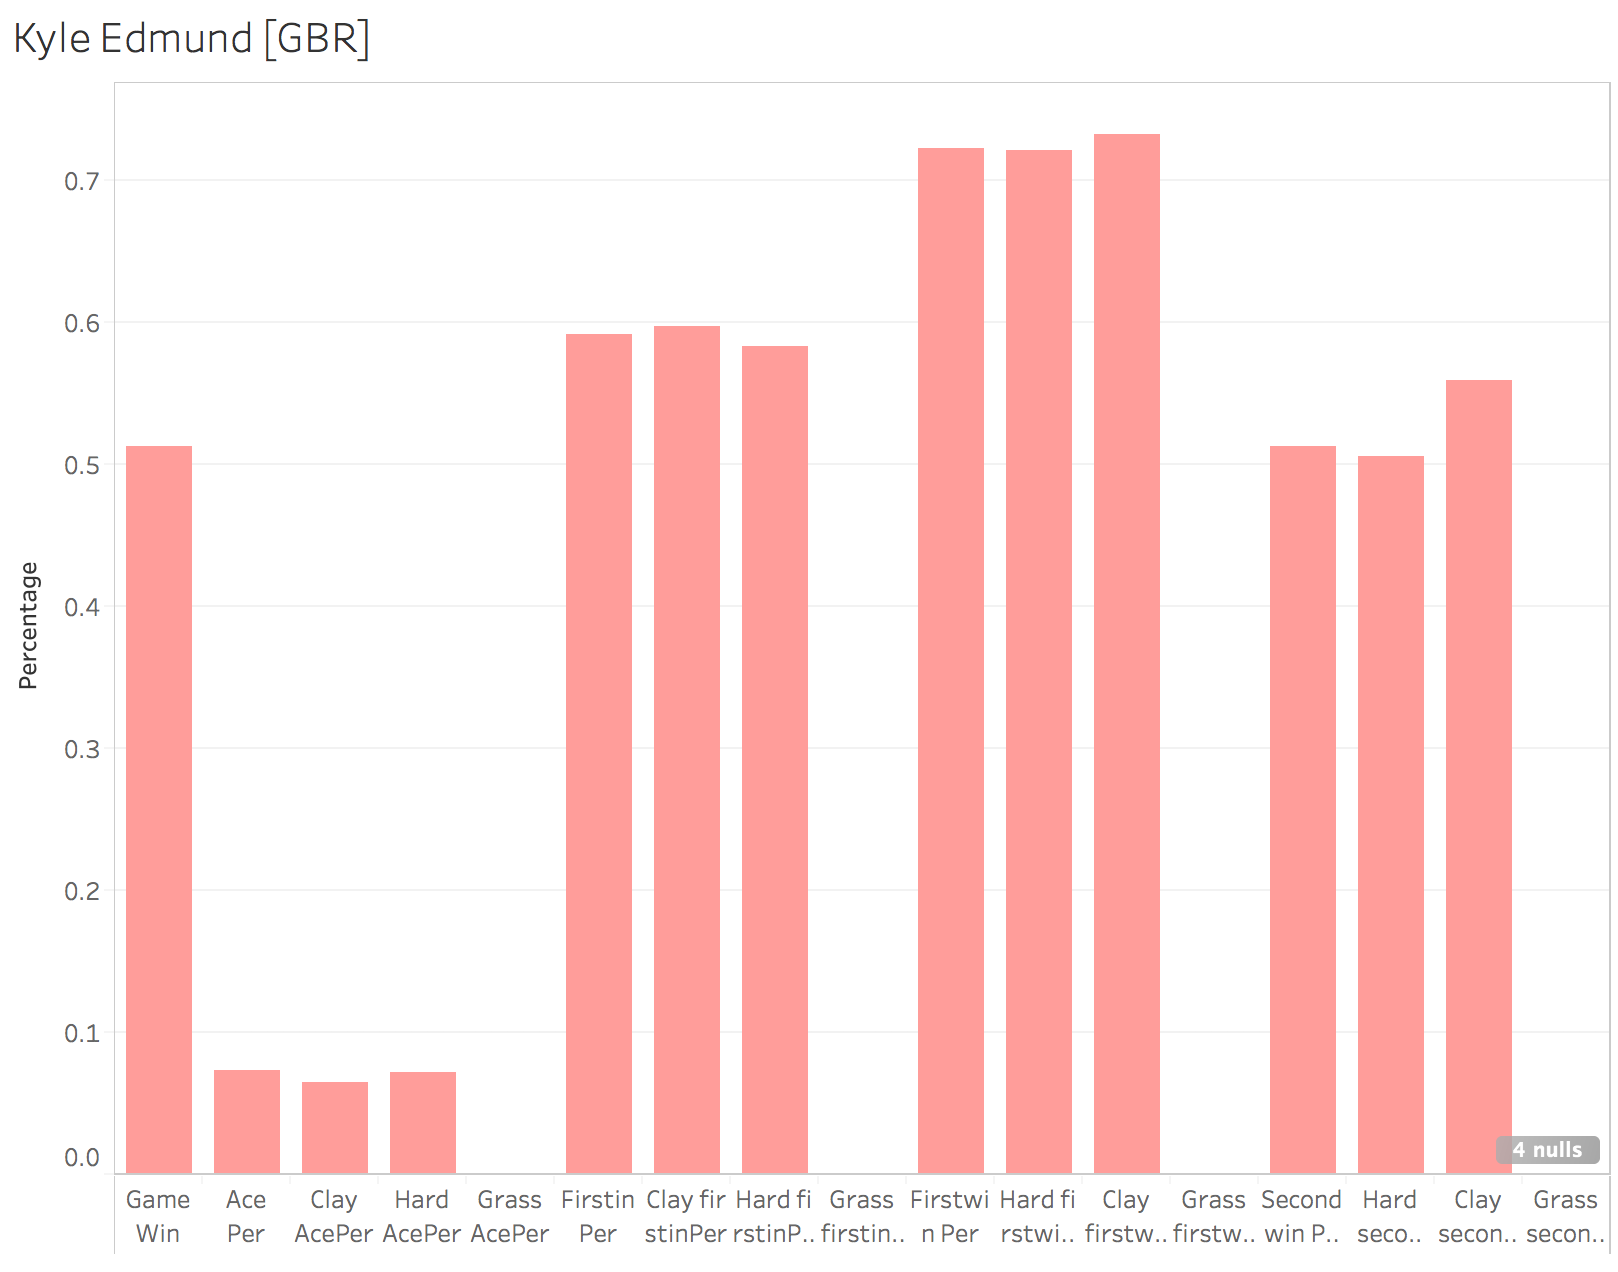 Kyle Edmund [GBR]
Percentage
0.7
0.6
0.5
0.4
0.3
0.2
0.1
0.0
4 nulls
Game Win
Ace Per
Clay AcePer
Hard AcePer
Grass AcePer
Firstin Per
Clay fir stinPer
Hard fi rstinP..
Grass firstin..
Firstwi n Per
Hard fi rstwi..
Clay firstw..
Grass firstw..
Second win P..
Hard seco..
Clay secon..
Grass secon..